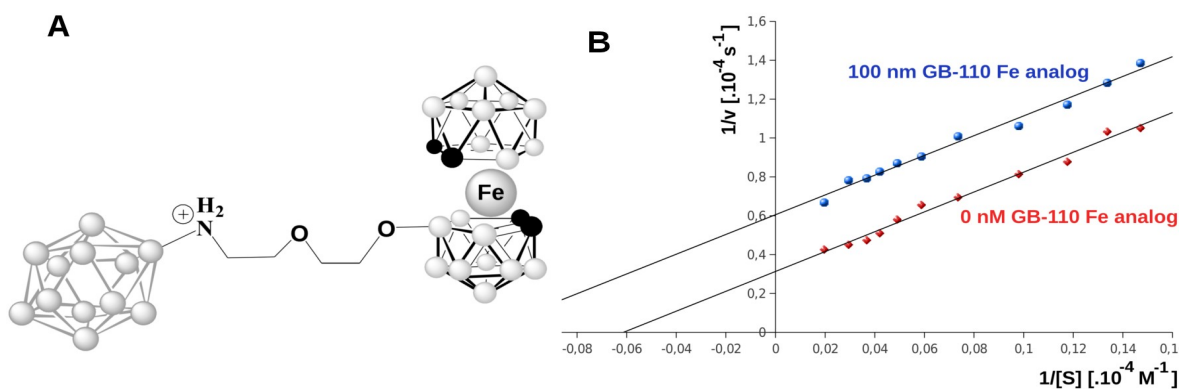 A
H2
+
N
O
O
Fe
B
1/v [.10⁻⁴ s⁻¹]
1,6
1,4
1,2
1
0,8
0,6
0,4
0,2
0
100 nm GB-110 Fe analog
0 nM GB-110 Fe analog
-0,08 -0,06 -0,04 -0,02 0 0,02 0,04 0,06 0,08 0,1 0,12 0,14 0,1
1/[S] [.10⁻⁴ M⁻¹]